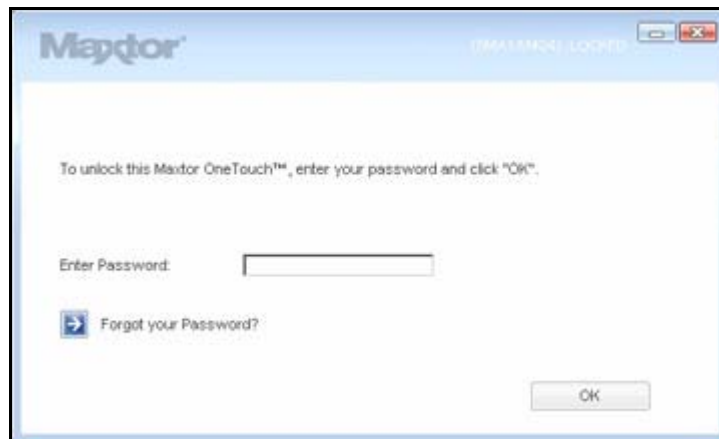 Maxtor
To unlock this Maxtor OneTouch™, enter your password and click "OK".
Enter Password:
Forgot your Password?
OK